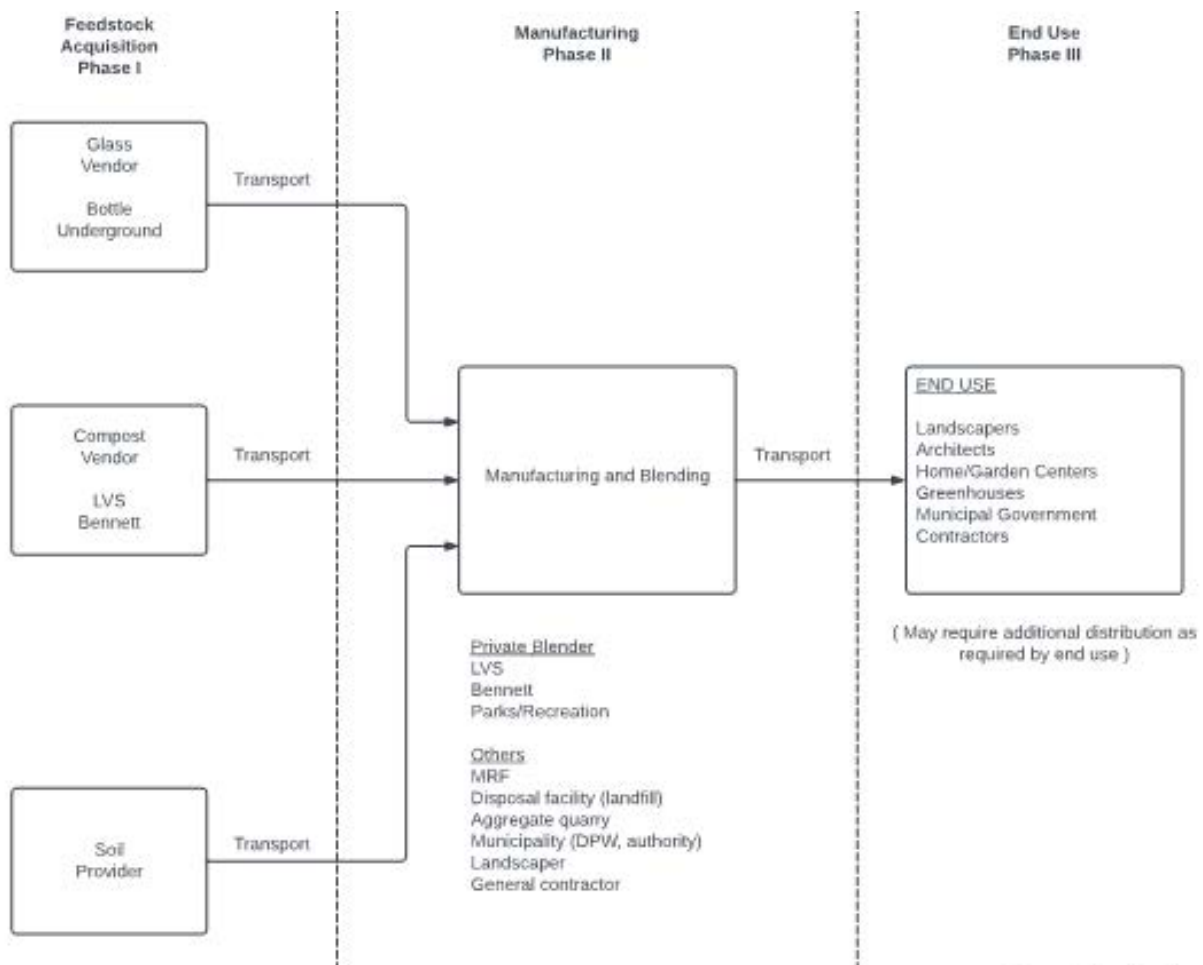 Feedstock
Acquisition
Phase I
Manufacturing
Phase II
End Use
Phase III
Glass
Vendor
Bottle
Underground
Transport
Compost
Vendor
LVS
Bennett
Transport
Soil
Provider
Transport
Manufacturing and Blending
Transport
Private Blender
LVS
Bennett
Parks/Recreation
Others
MRF
Disposal facility (landfill)
Aggregate quarry
Municipality (DPW, authority)
Landscaper
General contractor
END USE
Landscapers
Architects
Home/Garden Centers
Greenhouses
Municipal Government
Contractors
( May require additional distribution as
required by end use )